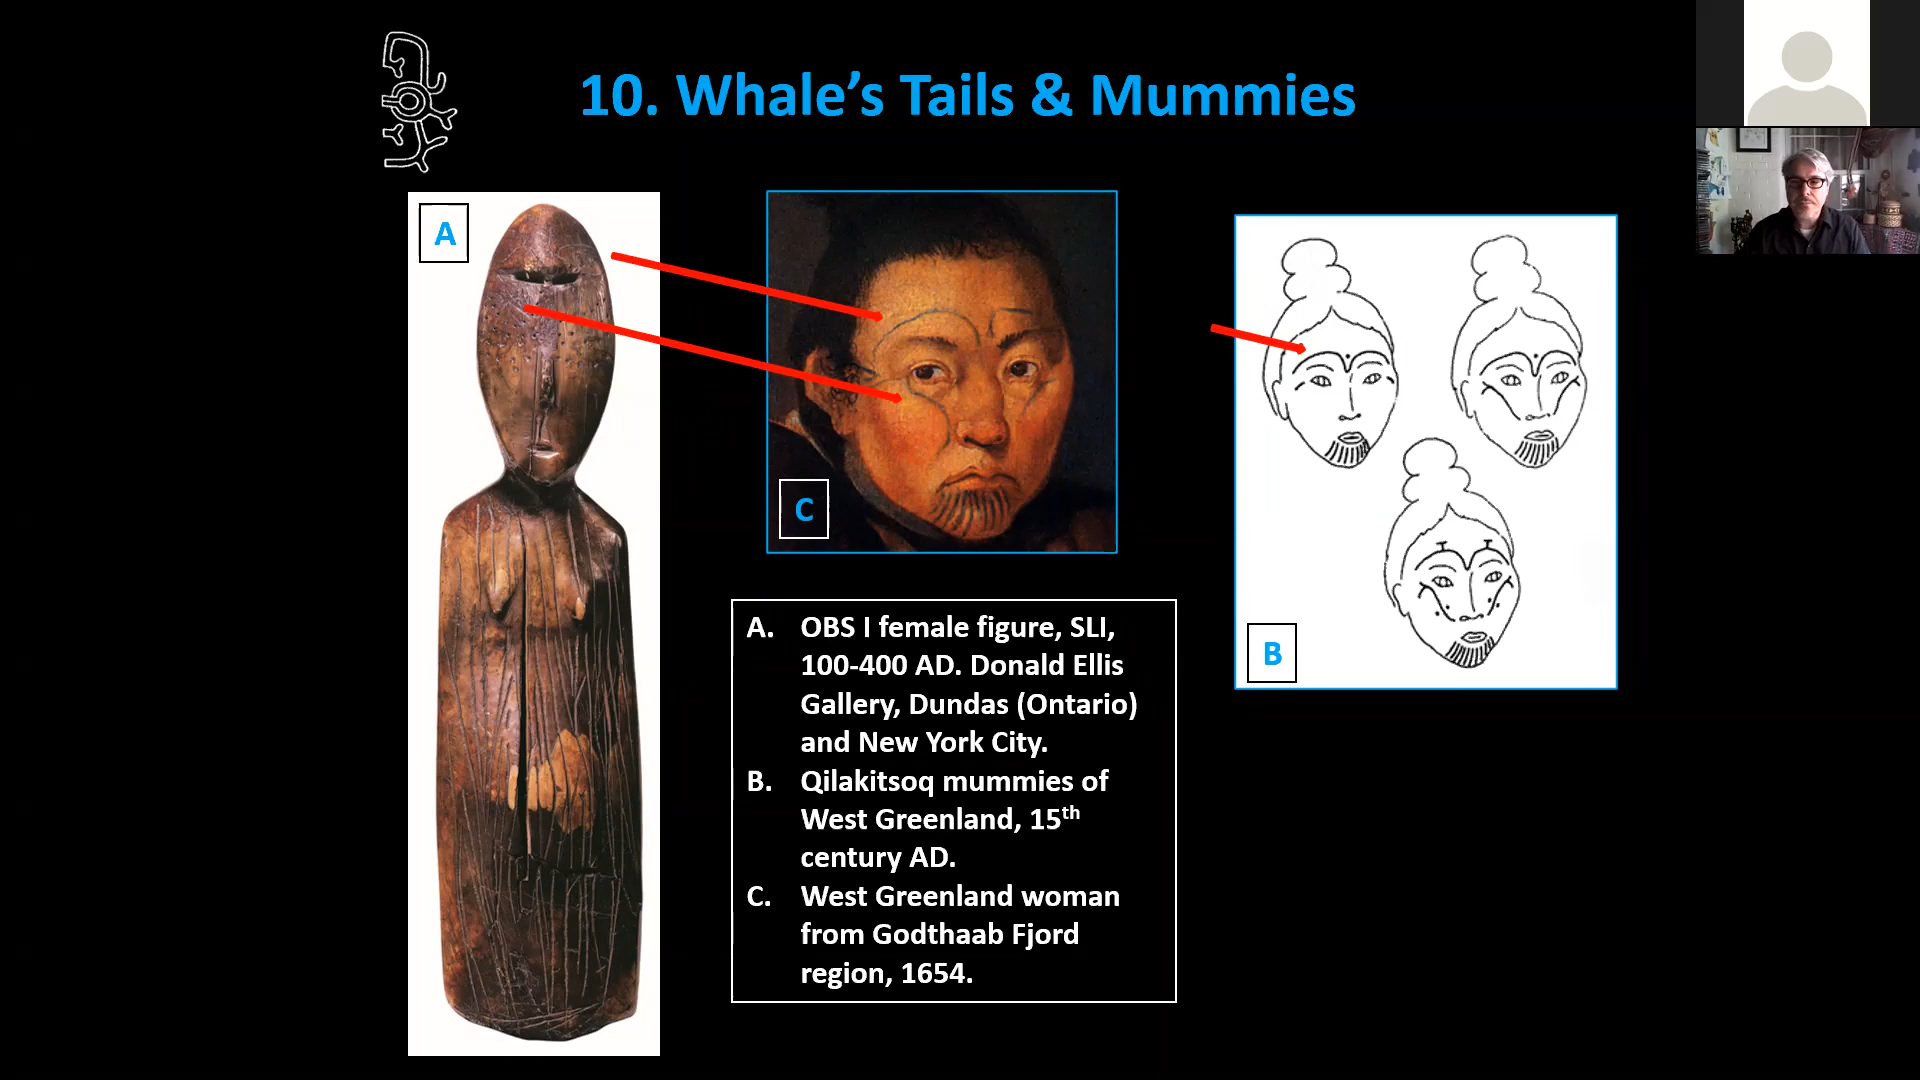 10. Whale’s Tails & Mummies
A
C
B
A. OBS I female figure, SLI,
100-400 AD. Donald Ellis
Gallery, Dundas (Ontario)
and New York City.
B. Qilakitsoq mummies of
West Greenland, 15th
century AD.
C. West Greenland woman
from Godthaab Fjord
region, 1654.